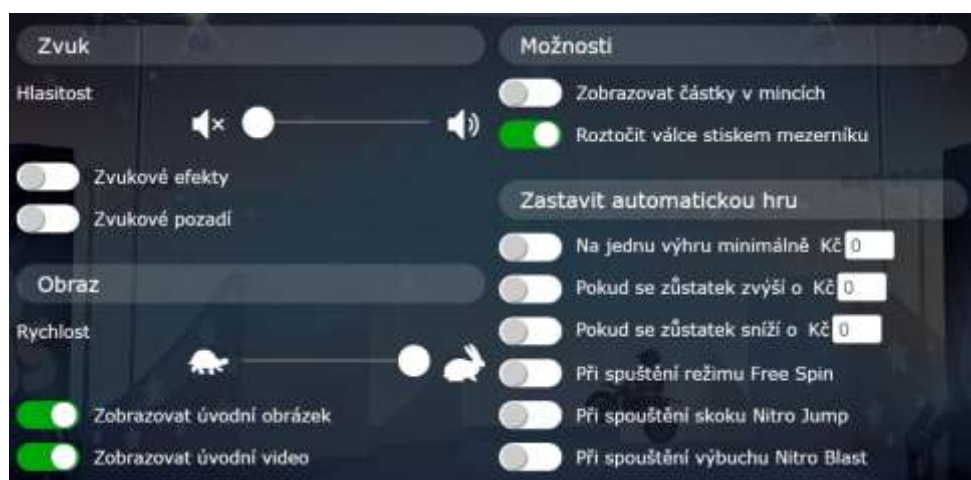 Zvuk
Hlasitost
Zvukové efekty
Zvukové pozadí
Obraz
Rychlost
Zobrazovat úvodní obrázek
Zobrazovat úvodní video
Možnosti
Zobrazovat částky v mincích
Roztočit válce stiskem mezerníku
Zastavit automatickou hru
Na jednu výhru minimálně Kč 0
Pokud se zůstatek zvýší o Kč 0
Pokud se zůstatek sníží o Kč 0
Při spuštění režimu Free Spin
Při spouštění skoku Nitro Jump
Při spouštění výbuchu Nitro Blast